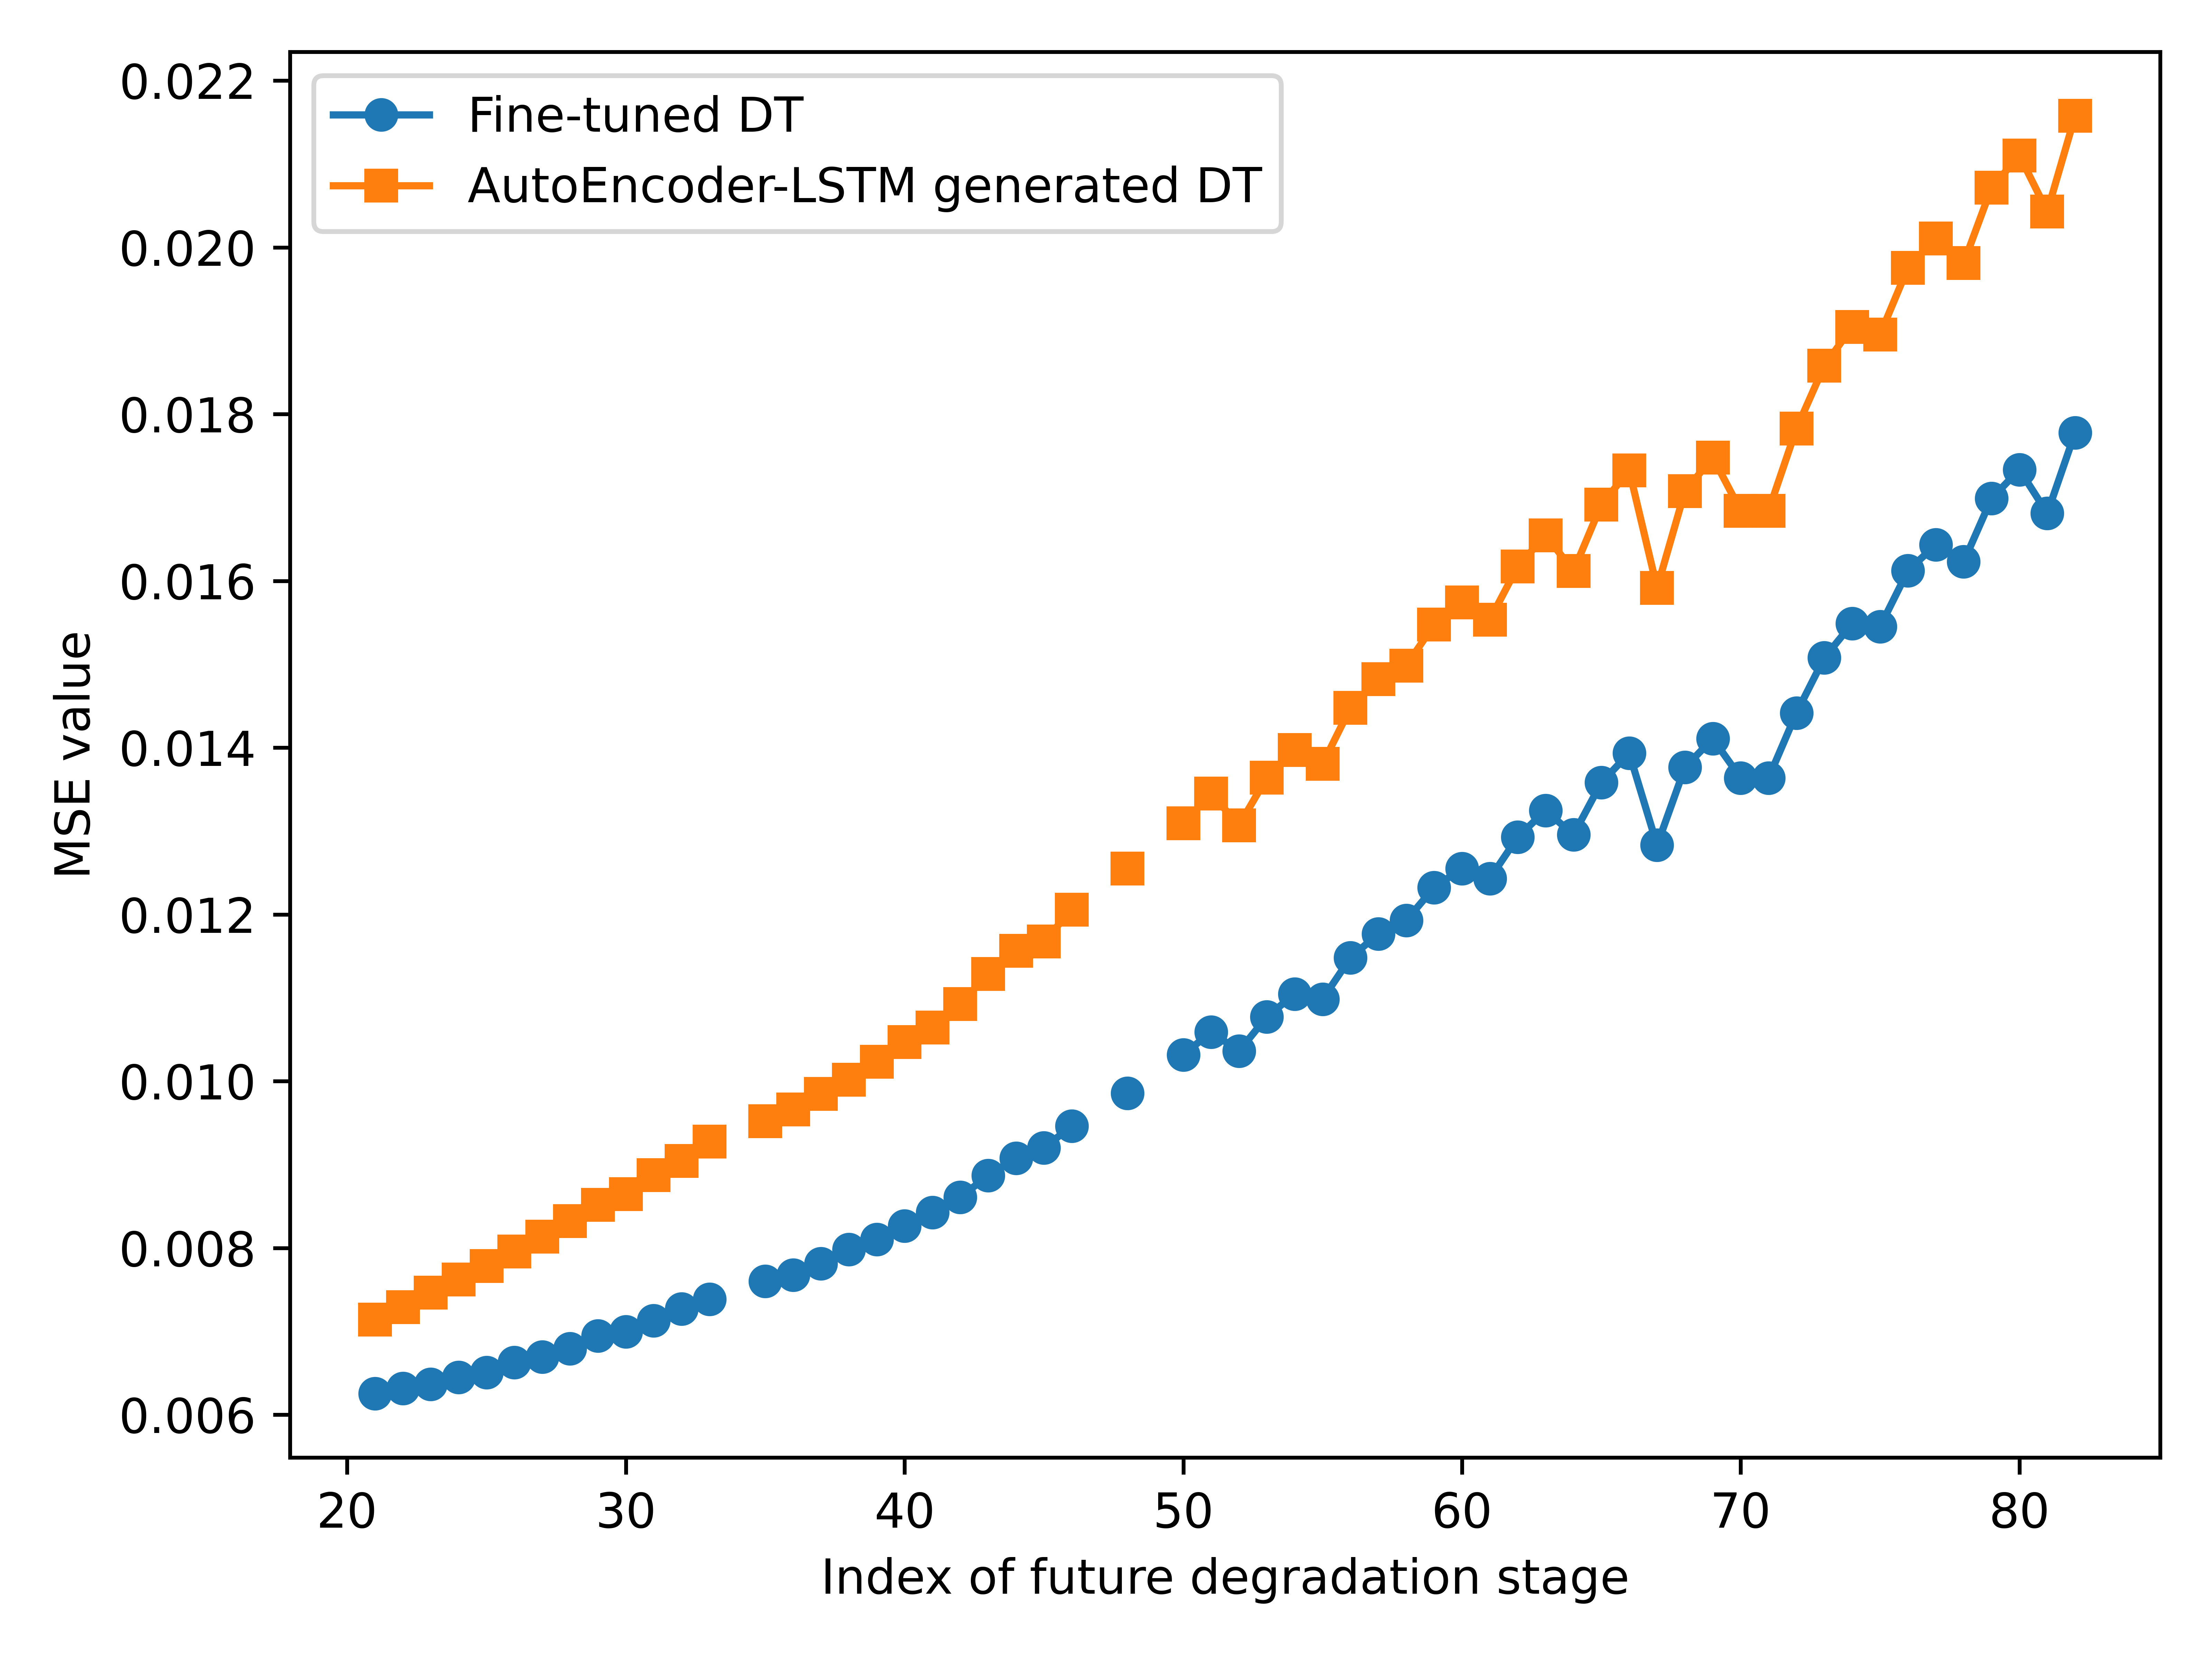 Fine-tuned DT
AutoEncoder-LSTM generated DT
0.022
0.020
0.018
0.016
0.014
0.012
0.010
0.008
0.006
MSE value
20 30 40 50 60 70 80
Index of future degradation stage